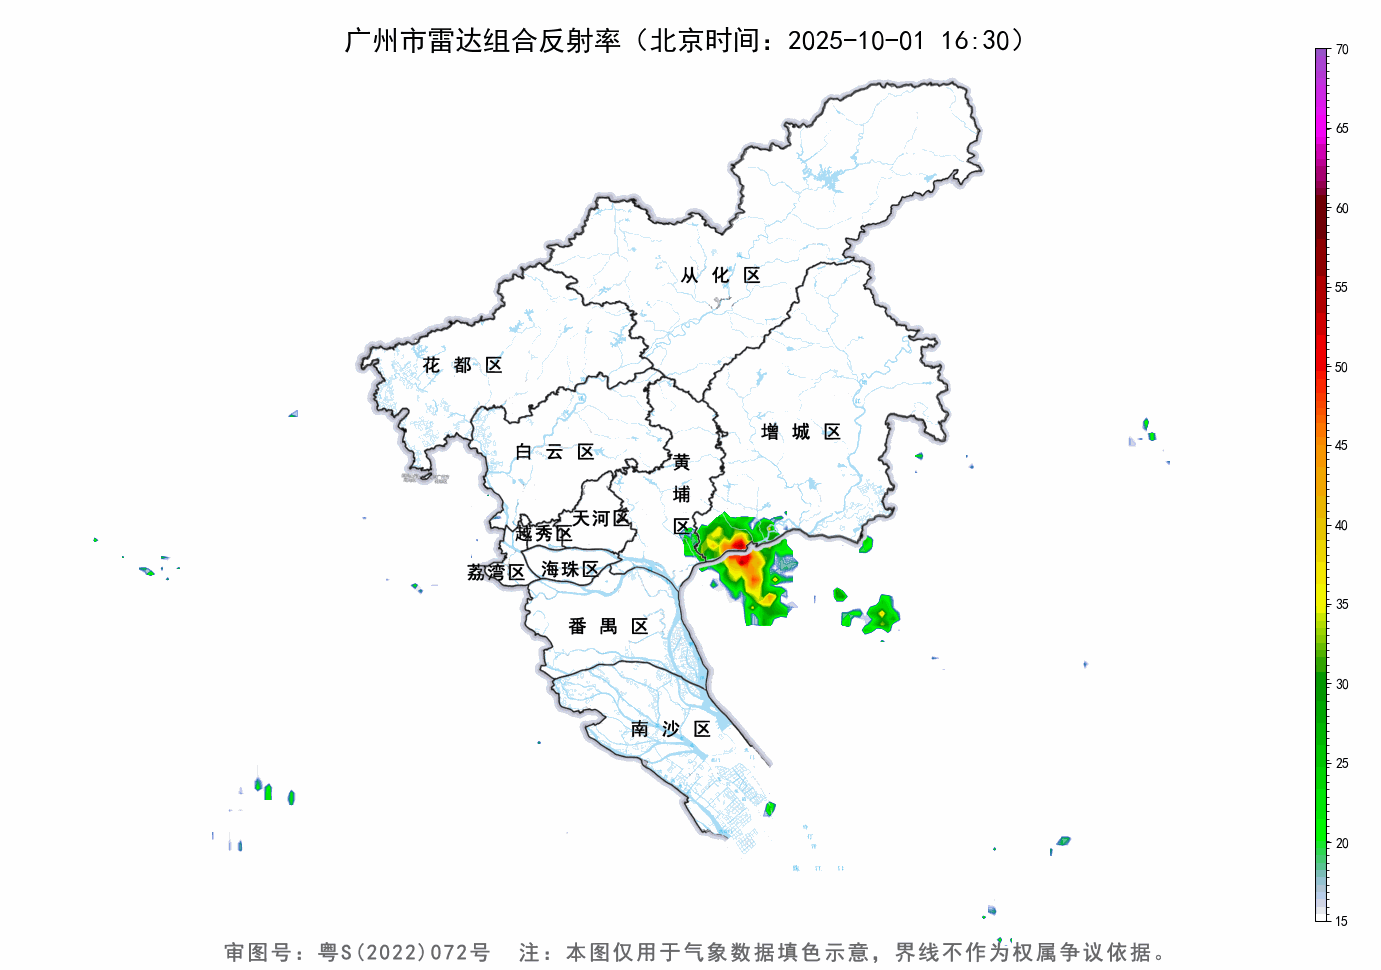 广州市雷达组合反射率（北京时间：2025-10-01 16:30）
70
65
60
55
50
45
40
35
30
25
20
15
从化区
花都区
增城区
白云区
黄埔区
天河区
越秀区
荔湾区
海珠区
番禺区
南沙区
审图号：粤S(2022)072号 注：本图仅用于气象数据填色示意，界线不作为权属争议依据。